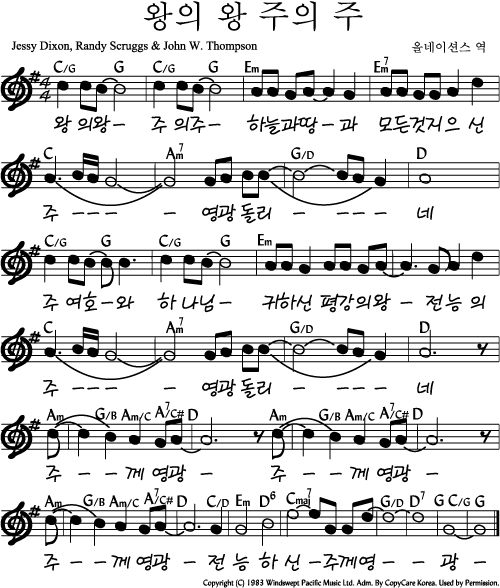 왕의 왕 주의 주
Jessy Dixon, Randy Scruggs & John W. Thompson 올네이션스 역
C/G G C/G G Em Em7
왕 의왕- 주 의주- 하늘과땅-과 모든것지으 신
C Am7 G/D D
주 - - - - - 영광 돌리 - - - - 네
C/G G C/G G Em
주 여호-와 하 나님- 귀하신 평강의왕 - 전능 의
C Am7 G/D D
주 - - - - - 영광 돌리 - - - - 네
Am G/B Am/C A7/C# D Am G/B Am/C A7/C# D
주 - - 께 영광 - 주 - - 께 영광 -
Am G/B Am/C A7/C# D C/D Em D6 Cmaj7 G/D D7 G C/G G
주 - - 께 영광 - 전 능 하 신 - 주께영 - - 광 -
Copyright (C) 1983 Windswept Pacific Music Ltd. Adm. By CopyCare Korea. Used by Permission.